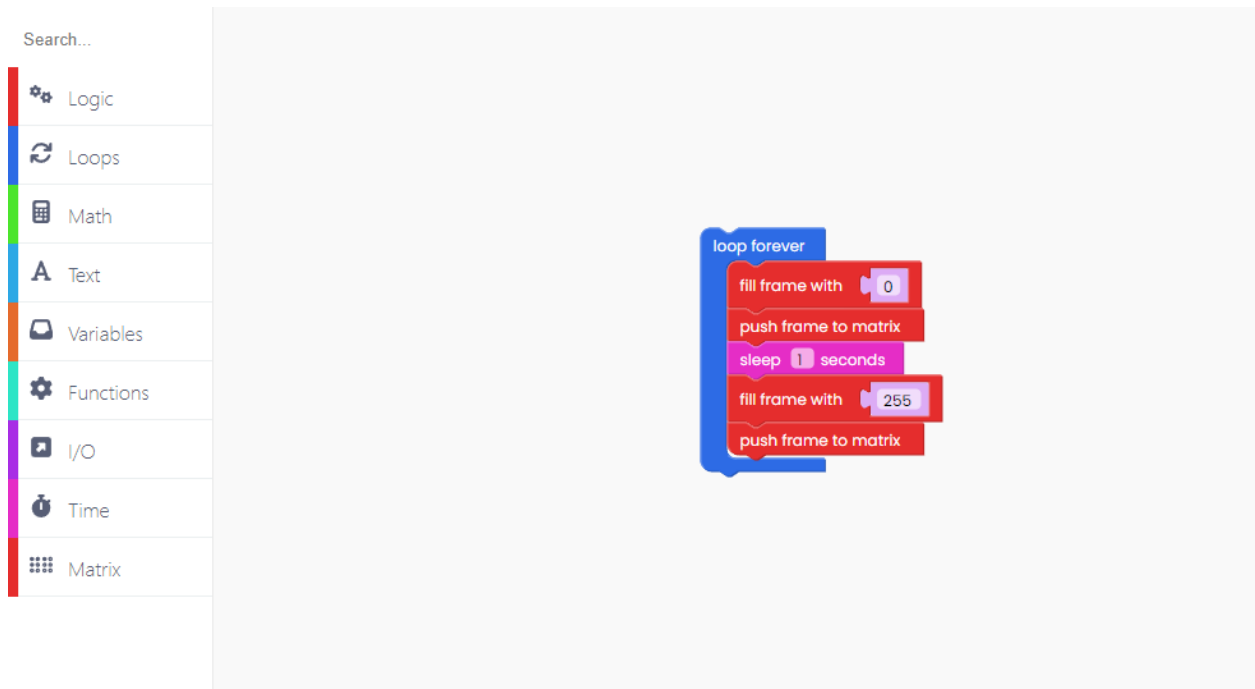 Search...
Logic
Loops
Math
Text
Variables
Functions
I/O
Time
Matrix
loop forever
fill frame with 0
push frame to matrix
sleep 1 seconds
fill frame with 255
push frame to matrix